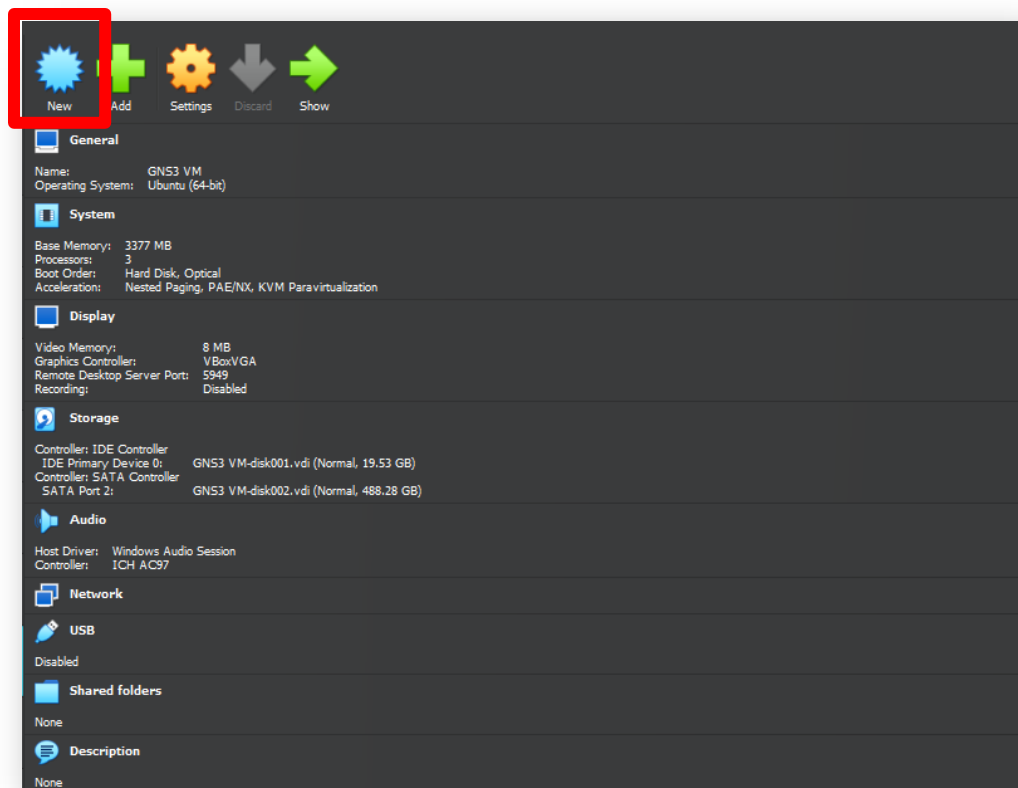 New Add Settings Discard Show
General
Name: GNS3 VM
Operating System: Ubuntu (64-bit)
System
Base Memory: 3377 MB
Processors: 3
Boot Order: Hard Disk, Optical
Acceleration: Nested Paging, PAE/NX, KVM Paravirtualization
Display
Video Memory: 8 MB
Graphics Controller: VBoxVGA
Remote Desktop Server Port: 5949
Recording: Disabled
Storage
Controller: IDE Controller
IDE Primary Device 0: GNS3 VM-disk001.vdi (Normal, 19.53 GB)
Controller: SATA Controller
SATA Port 2: GNS3 VM-disk002.vdi (Normal, 488.28 GB)
Audio
Host Driver: Windows Audio Session
Controller: ICH AC97
Network
USB
Disabled
Shared folders
None
Description
None